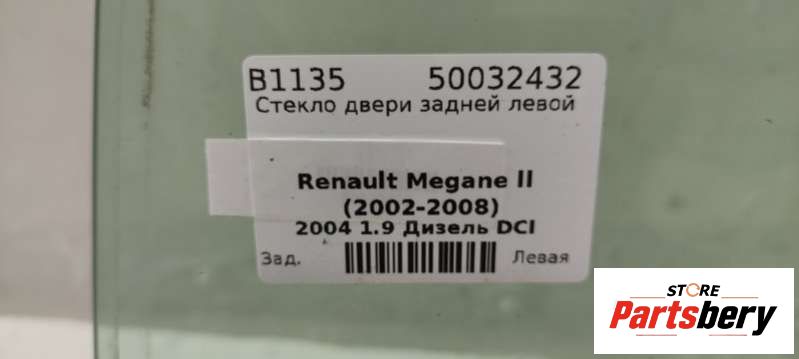 B1135 50032432
Стекло двери задней левой
Renault Megane II
(2002-2008)
2004 1.9 Дизель DCI
Зад. Левая
STORE
Partsbery